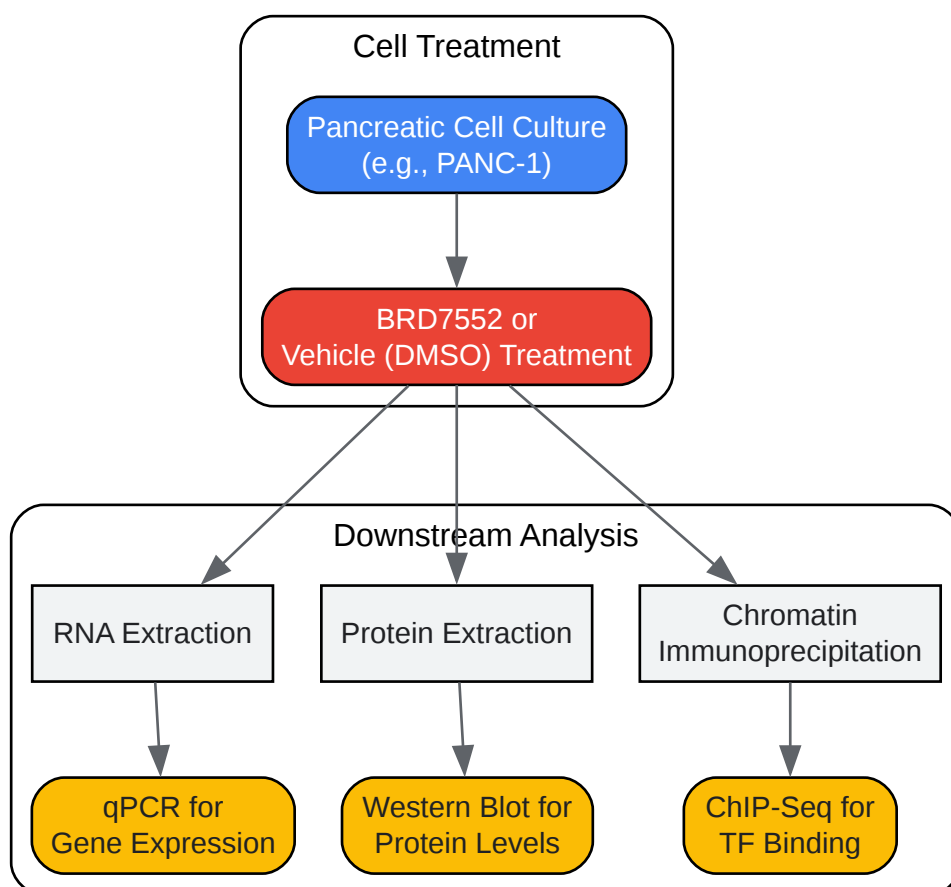 Cell Treatment
Pancreatic Cell Culture
(e.g., PANC-1)
BRD7552 or
Vehicle (DMSO) Treatment
Downstream Analysis
RNA Extraction
Protein Extraction
Chromatin
Immunoprecipitation
qPCR for
Gene Expression
Western Blot for
Protein Levels
ChIP-Seq for
TF Binding